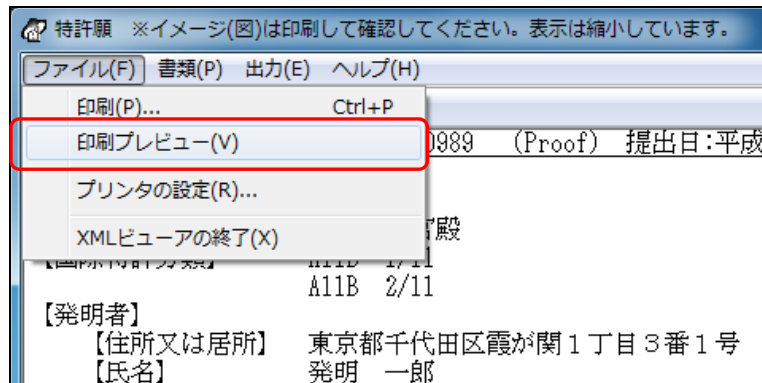 特許願　※イメージ(図)は印刷して確認してください。表示は縮小しています。
ファイル(F) 書類(P) 出力(E) ヘルプ(H)
印刷(P)... Ctrl+P
印刷プレビュー(V)
0989 (Proof) 提出日:平成
プリンタの設定(R)...
殿
XMLビューアの終了(X)
A11B 1/11
A11B 2/11
【発明者】
【住所又は居所】 東京都千代田区霞が関１丁目３番１号
【氏名】 発明 一郎